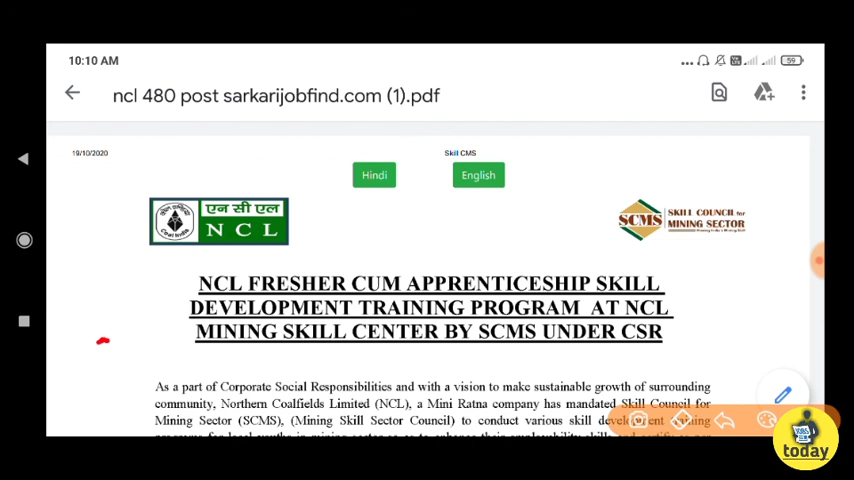 10:10 AM
59
ncl 480 post sarkarijobfind.com (1).pdf
19/10/2020
Skill CMS
Hindi
English
एन सी एल
N C L
Coal India
SCMS
SKILL COUNCIL for
MINING SECTOR
NCL FRESHER CUM APPRENTICESHIP SKILL
DEVELOPMENT TRAINING PROGRAM AT NCL
MINING SKILL CENTER BY SCMS UNDER CSR
As a part of Corporate Social Responsibilities and with a vision to make sustainable growth of surrounding
community, Northern Coalfields Limited (NCL), a Mini Ratna company has mandated Skill Council for
Mining Sector (SCMS), (Mining Skill Sector Council) to conduct various skill
JOBS
today